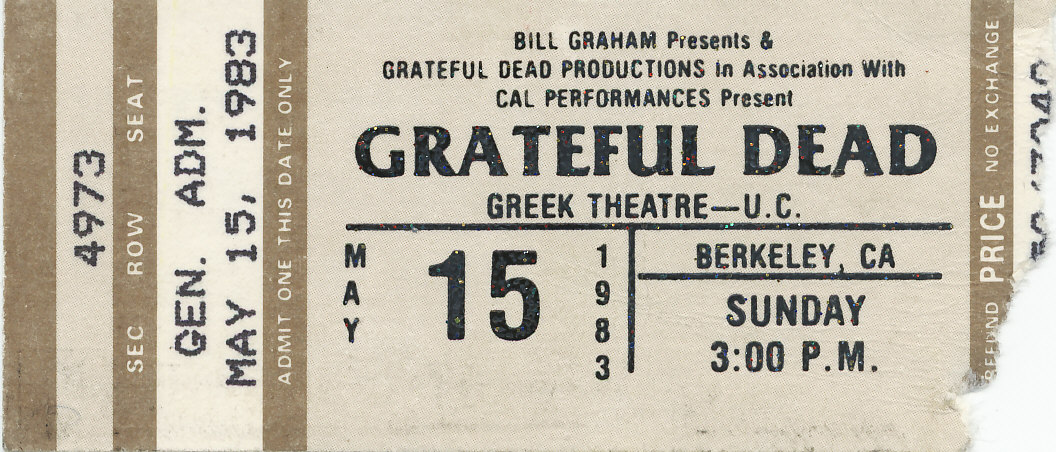 4973
SEC ROW SEAT
GEN. ADM.
MAY 15, 1983
ADMIT ONE THIS DATE ONLY
BILL GRAHAM Presents &
GRATEFUL DEAD PRODUCTIONS In Association With
CAL PERFORMANCES Present
GRATEFUL DEAD
GREEK THEATRE—U.C.
MAY
15
1983
BERKELEY, CA
SUNDAY
3:00 P.M.
PRICE NO EXCHANGE